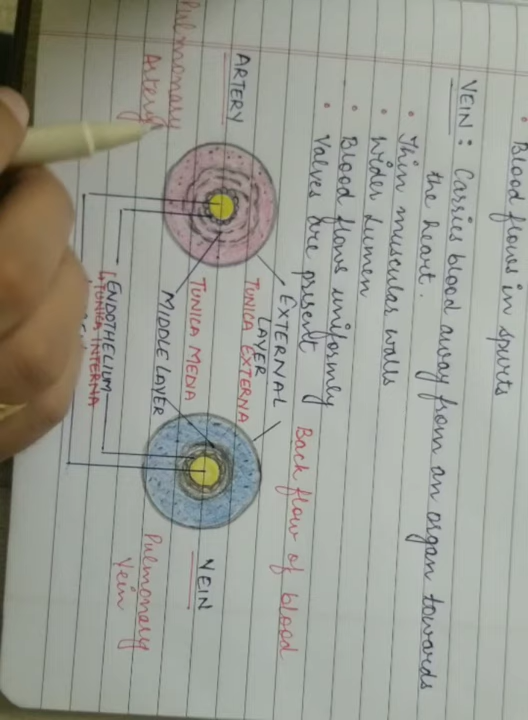 • Blood flows in spurts
VEIN : Carries blood away from an organ towards
the heart.
• Thin muscular walls
• Wider Lumen
• Blood flows uniformly
• Valves are present
Back flow of blood
ARTERY
Pulmonary
Artery
EXTERNAL
LAYER
TUNICA EXTERNA
TUNICA MEDIA
MIDDLE LAYER
ENDOTHELIUM
TUNICA INTERNA
VEIN
Pulmonary
Vein